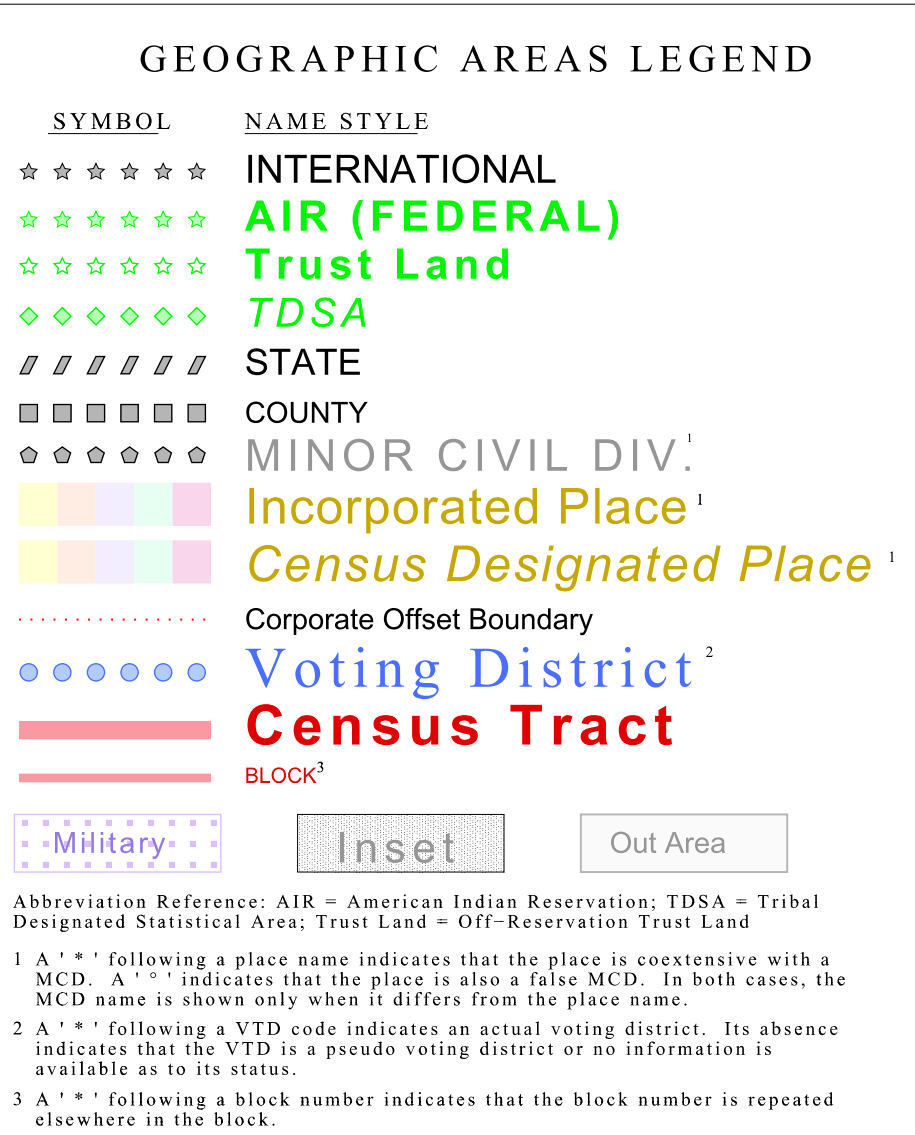 GEOGRAPHIC AREAS LEGEND
SYMBOL NAME STYLE
INTERNATIONAL
AIR (FEDERAL)
Trust Land
TDSA
STATE
COUNTY
MINOR CIVIL DIV. 1
Incorporated Place 1
Census Designated Place 1
Corporate Offset Boundary
Voting District 2
Census Tract
BLOCK3
Military Inset Out Area
Abbreviation Reference: AIR = American Indian Reservation; TDSA = Tribal
Designated Statistical Area; Trust Land = Off−Reservation Trust Land
1 A ' * ' following a place name indicates that the place is coextensive with a
MCD. A ' ° ' indicates that the place is also a false MCD. In both cases, the
MCD name is shown only when it differs from the place name.
2 A ' * ' following a VTD code indicates an actual voting district. Its absence
indicates that the VTD is a pseudo voting district or no information is
available as to its status.
3 A ' * ' following a block number indicates that the block number is repeated
elsewhere in the block.